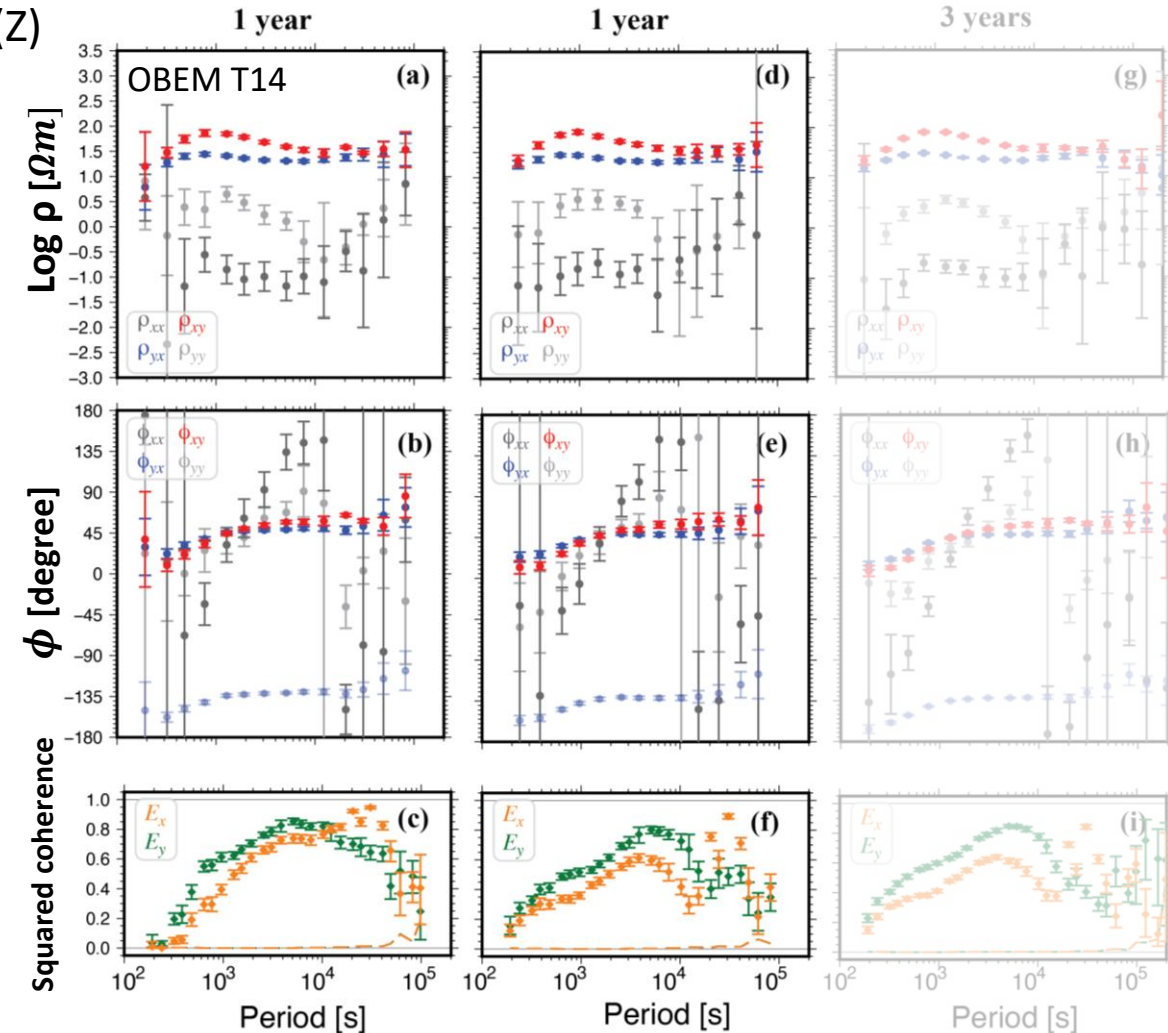 (Z)
1 year
1 year
3 years
Log ρ [Ωm]
3.5
3.0
2.5
2.0
1.5
1.0
0.5
0.0
−0.5
−1.0
−1.5
−2.0
−2.5
−3.0
OBEM T14
(a)
(d)
(g)
ρxx ρxy
ρyx ρyy
ρxx ρxy
ρyx ρyy
ρxx ρxy
ρyx ρyy
ϕ [degree]
180
135
90
45
0
−45
−90
−135
−180
(b)
(e)
(h)
ϕxx ϕxy
ϕyx ϕyy
ϕxx ϕxy
ϕyx ϕyy
ϕxx ϕxy
ϕyx ϕyy
Squared coherence
1.0
0.8
0.6
0.4
0.2
0.0
Ex
Ey
(c)
Ex
Ey
(f)
Ex
Ey
(i)
10² 10³ 10⁴ 10⁵
10² 10³ 10⁴ 10⁵
10² 10³ 10⁴ 10⁵
Period [s]
Period [s]
Period [s]